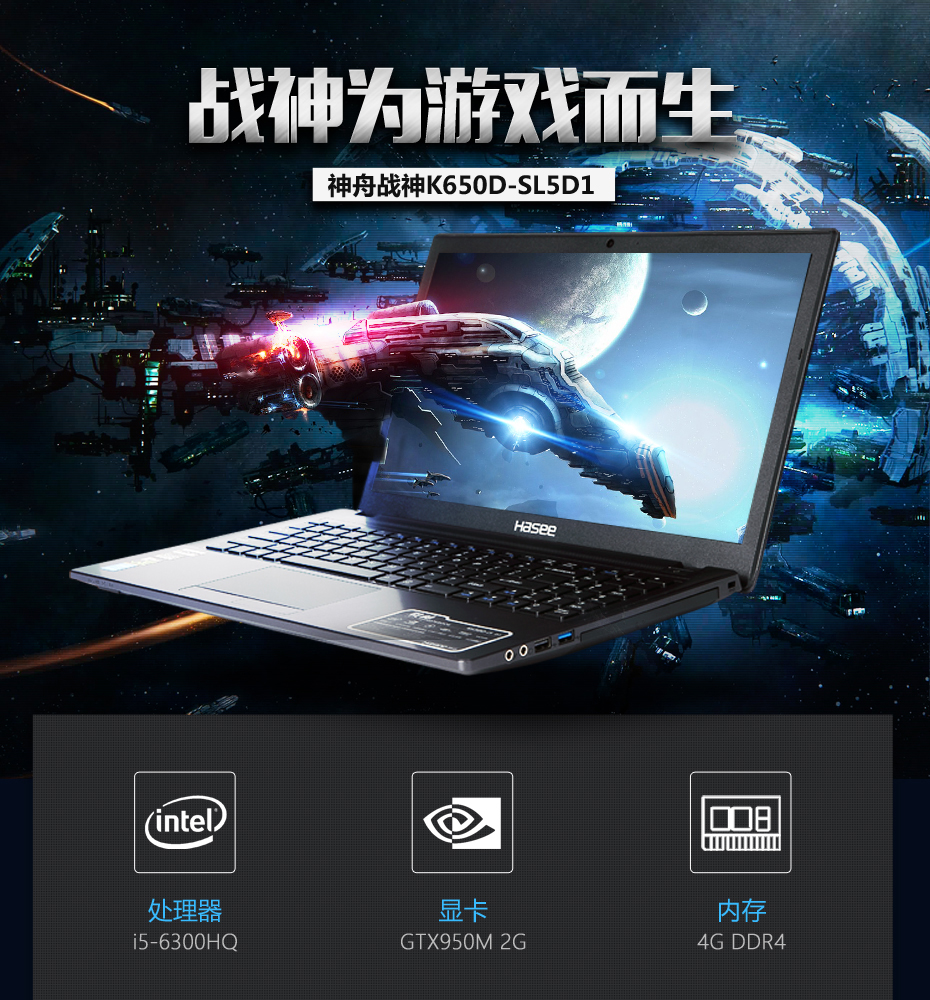 战神为游戏而生
神舟战神K650D-SL5D1
Hasee
intel
处理器
i5-6300HQ
显卡
GTX950M 2G
内存
4G DDR4